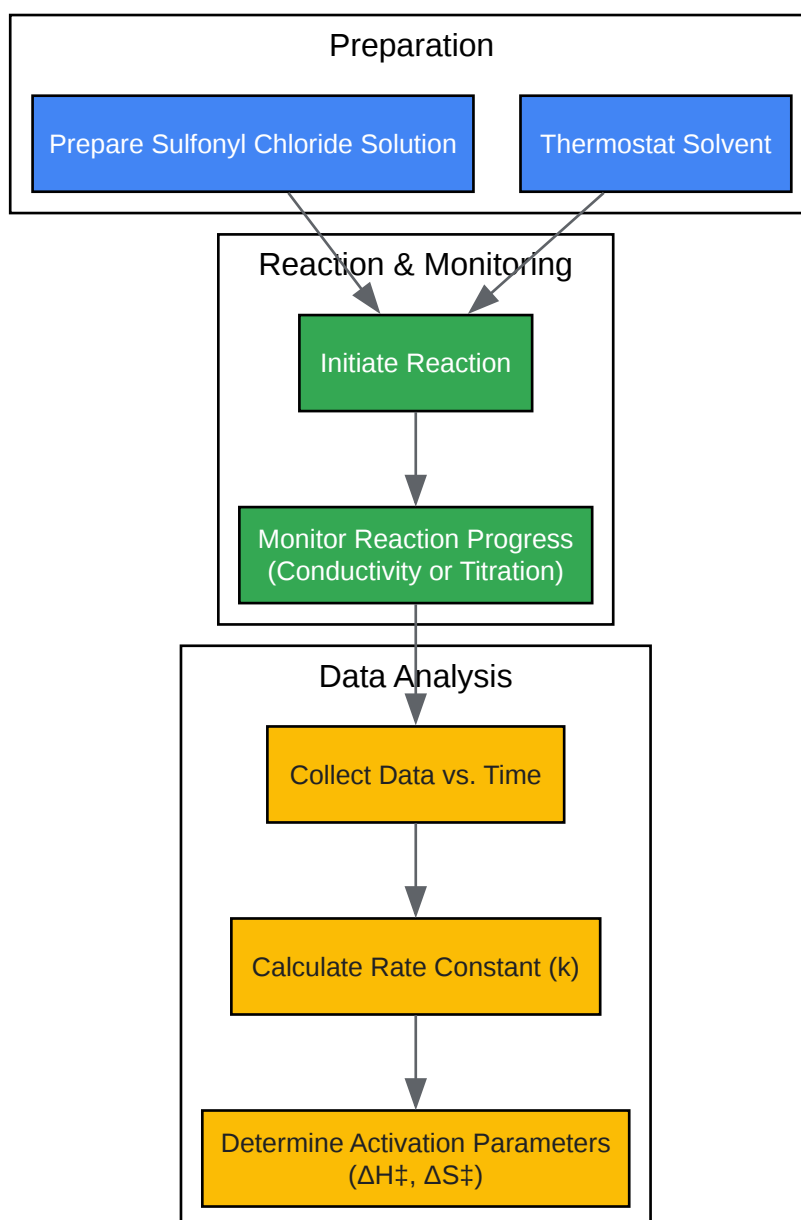 Preparation
Prepare Sulfonyl Chloride Solution
Thermostat Solvent
Reaction & Monitoring
Initiate Reaction
Monitor Reaction Progress
(Conductivity or Titration)
Data Analysis
Collect Data vs. Time
Calculate Rate Constant (k)
Determine Activation Parameters
(ΔH‡, ΔS‡)